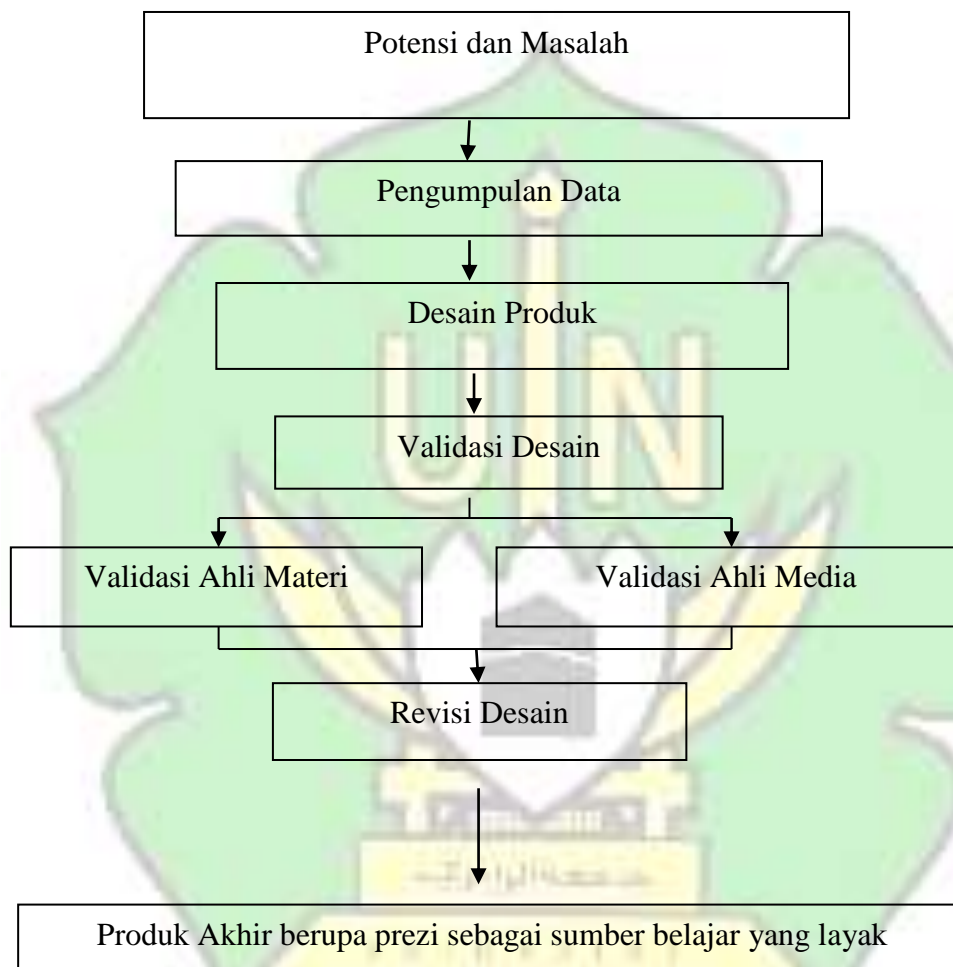 Potensi dan Masalah
Pengumpulan Data
Desain Produk
UIN
Validasi Desain
Validasi Ahli Materi
Validasi Ahli Media
Revisi Desain
Produk Akhir berupa prezi sebagai sumber belajar yang layak